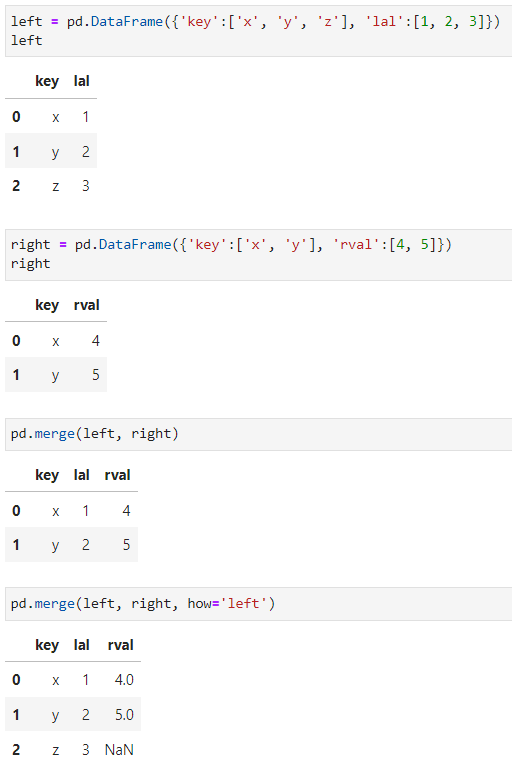 left = pd.DataFrame({'key':['x', 'y', 'z'], 'lal':[1, 2, 3]})
left
key lal
0 x 1
1 y 2
2 z 3
right = pd.DataFrame({'key':['x', 'y'], 'rval':[4, 5]})
right
key rval
0 x 4
1 y 5
pd.merge(left, right)
key lal rval
0 x 1 4
1 y 2 5
pd.merge(left, right, how='left')
key lal rval
0 x 1 4.0
1 y 2 5.0
2 z 3 NaN